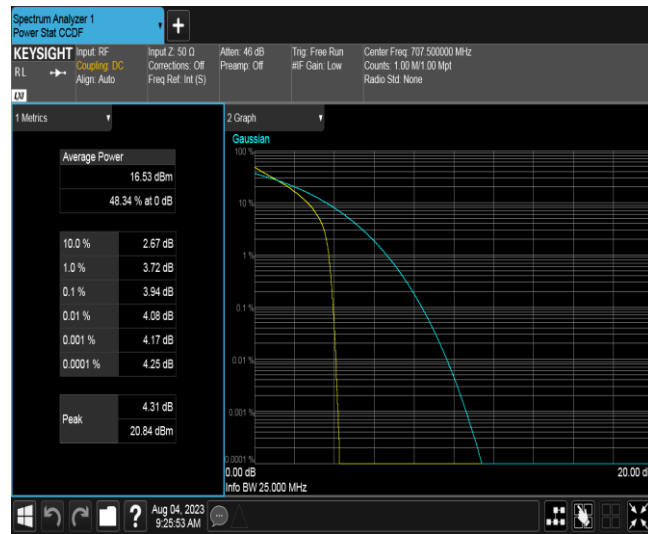 Spectrum Analyzer 1
Power Stat CCDF
KEYSIGHT
RL
LXI
Input: RF
Coupling: DC
Align: Auto
Input Z: 50 Ω
Corrections: Off
Freq Ref: Int (S)
Atten: 46 dB
Preamp: Off
Trig: Free Run
#IF Gain: Low
Center Freq: 707.500000 MHz
Counts: 1.00 M/1.00 Mpt
Radio Std: None
1 Metrics
Average Power
16.53 dBm
48.34 % at 0 dB
10.0 % 2.67 dB
1.0 % 3.72 dB
0.1 % 3.94 dB
0.01 % 4.08 dB
0.001 % 4.17 dB
0.0001 % 4.25 dB
Peak
4.31 dB
20.84 dBm
2 Graph
Gaussian
100 %
10 %
1 %
0.1 %
0.01 %
0.001 %
0.0001 %
0.00 dB
20.00 d
Info BW 25.000 MHz
Aug 04, 2023
9:25:53 AM